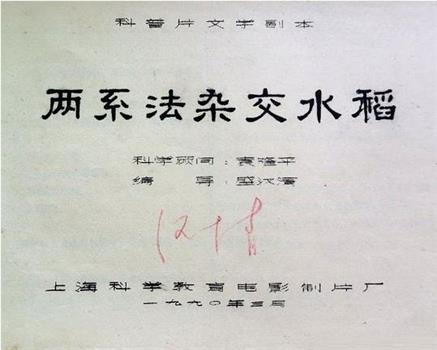 科普片文学剧本
两系法杂交水稻
科学顾问：袁隆平
编 导：
上海科学教育电影制片厂
一九九〇年三月